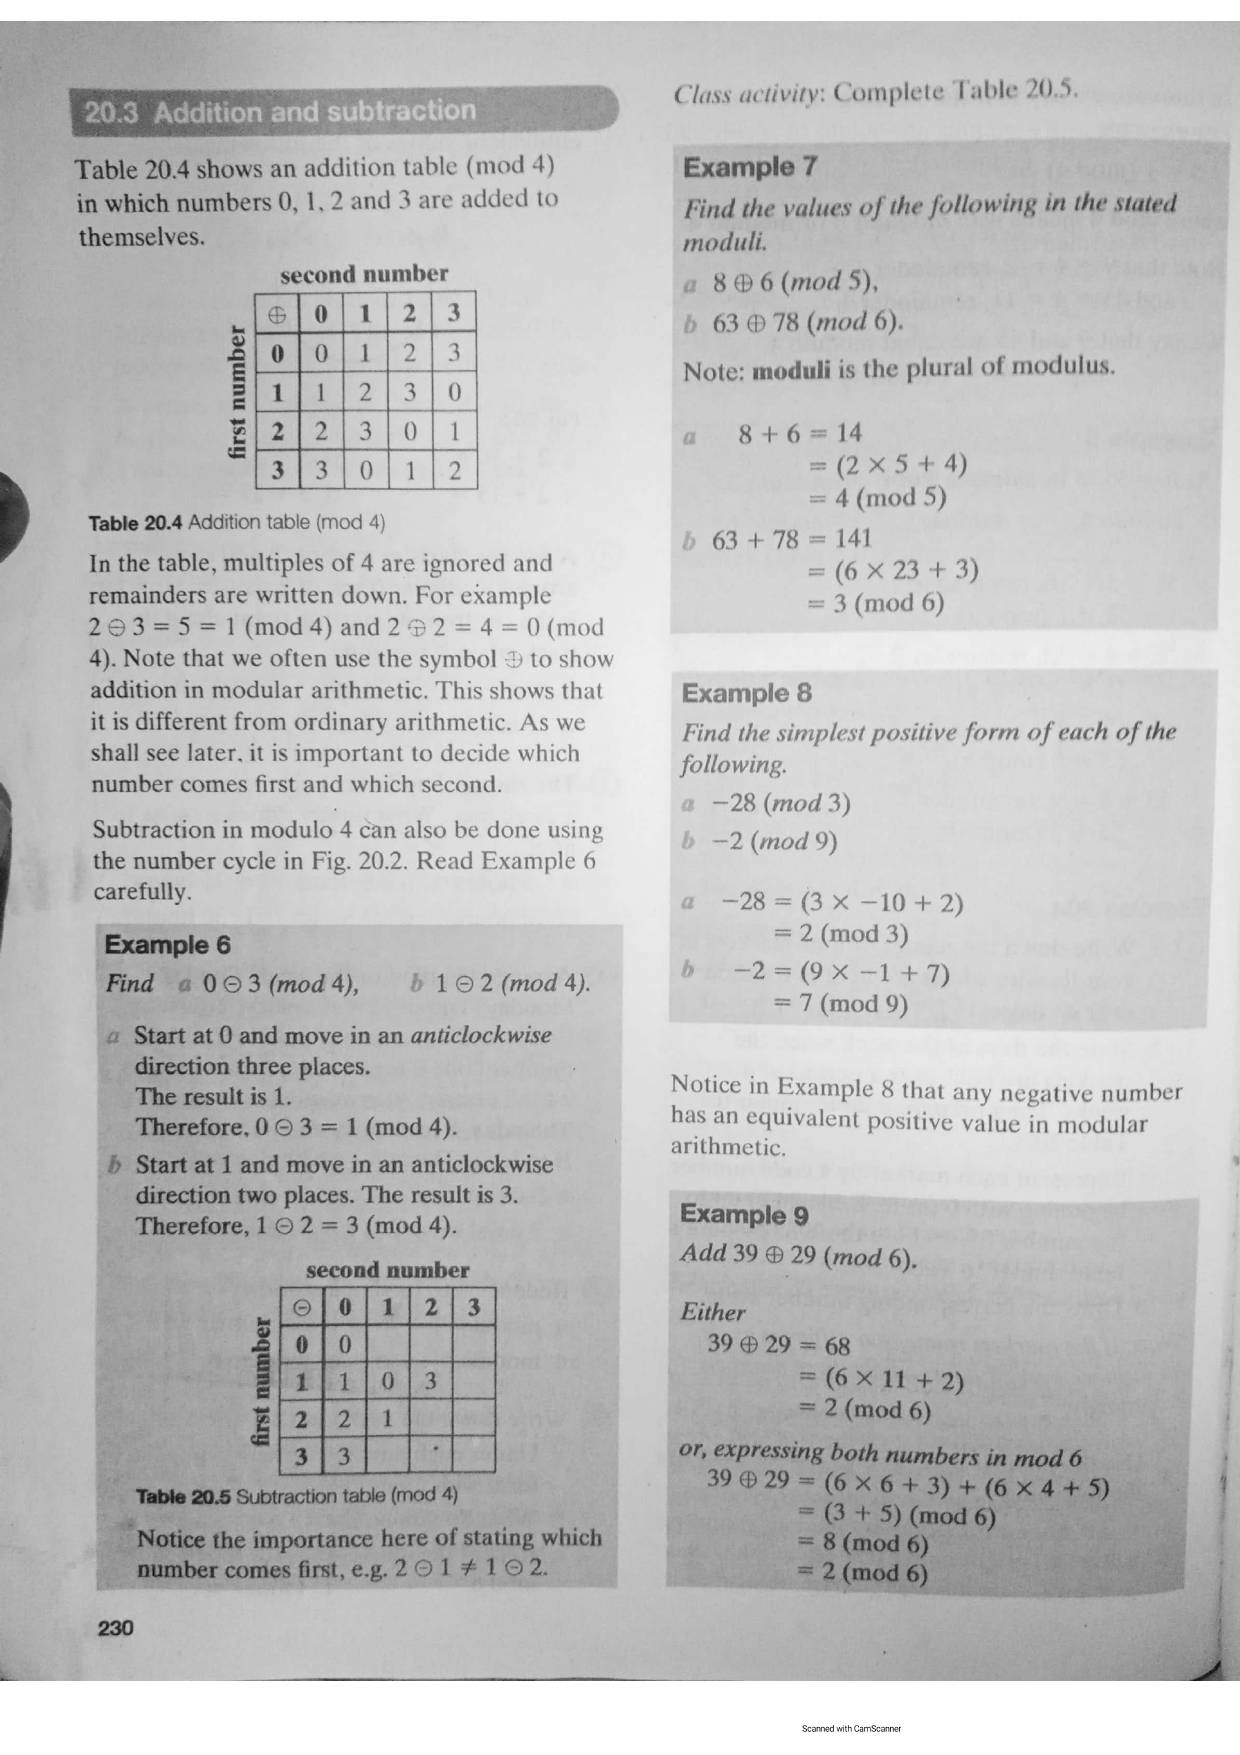 20.3 Addition and subtraction
Table 20.4 shows an addition table (mod 4)
in which numbers 0, 1, 2 and 3 are added to
themselves.
second number
first number
⊕ 0 1 2 3
0 0 1 2 3
1 1 2 3 0
2 2 3 0 1
3 3 0 1 2
Table 20.4 Addition table (mod 4)
In the table, multiples of 4 are ignored and
remainders are written down. For example
2 ⊖ 3 = 5 = 1 (mod 4) and 2 ⊕ 2 = 4 = 0 (mod
4). Note that we often use the symbol ⊕ to show
addition in modular arithmetic. This shows that
it is different from ordinary arithmetic. As we
shall see later, it is important to decide which
number comes first and which second.
Subtraction in modulo 4 can also be done using
the number cycle in Fig. 20.2. Read Example 6
carefully.
Example 6
Find a 0 ⊖ 3 (mod 4), b 1 ⊖ 2 (mod 4).
a Start at 0 and move in an anticlockwise
direction three places.
The result is 1.
Therefore, 0 ⊖ 3 = 1 (mod 4).
b Start at 1 and move in an anticlockwise
direction two places. The result is 3.
Therefore, 1 ⊖ 2 = 3 (mod 4).
second number
first number
⊖ 0 1 2 3
0 0
1 1 0 3
2 2 1
3 3
Table 20.5 Subtraction table (mod 4)
Notice the importance here of stating which
number comes first, e.g. 2 ⊖ 1 ≠ 1 ⊖ 2.
230
Class activity: Complete Table 20.5.
Example 7
Find the values of the following in the stated
moduli.
a 8 ⊕ 6 (mod 5),
b 63 ⊕ 78 (mod 6).
Note: moduli is the plural of modulus.
a 8 + 6 = 14
= (2 × 5 + 4)
= 4 (mod 5)
b 63 + 78 = 141
= (6 × 23 + 3)
= 3 (mod 6)
Example 8
Find the simplest positive form of each of the
following.
a −28 (mod 3)
b −2 (mod 9)
a −28 = (3 × −10 + 2)
= 2 (mod 3)
b −2 = (9 × −1 + 7)
= 7 (mod 9)
Notice in Example 8 that any negative number
has an equivalent positive value in modular
arithmetic.
Example 9
Add 39 ⊕ 29 (mod 6).
Either
39 ⊕ 29 = 68
= (6 × 11 + 2)
= 2 (mod 6)
or, expressing both numbers in mod 6
39 ⊕ 29 = (6 × 6 + 3) + (6 × 4 + 5)
= (3 + 5) (mod 6)
= 8 (mod 6)
= 2 (mod 6)
Scanned with CamScanner